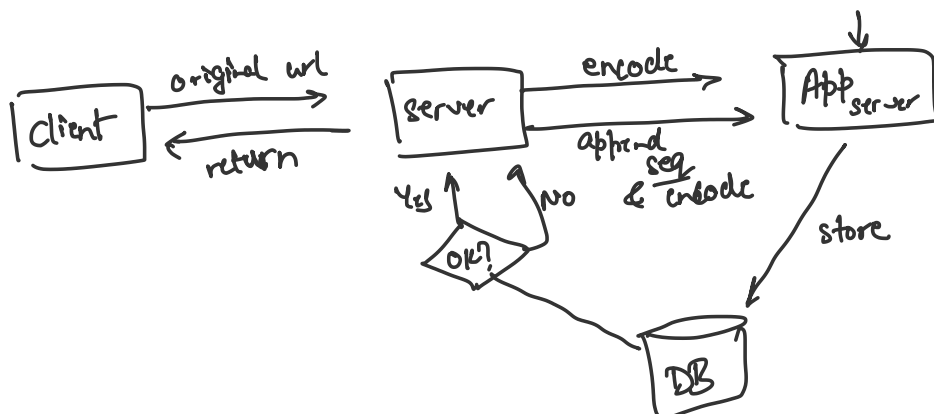 original url
encode
App
server
Client
server
return
append
seq
& encode
YES
NO
OK?
store
DB